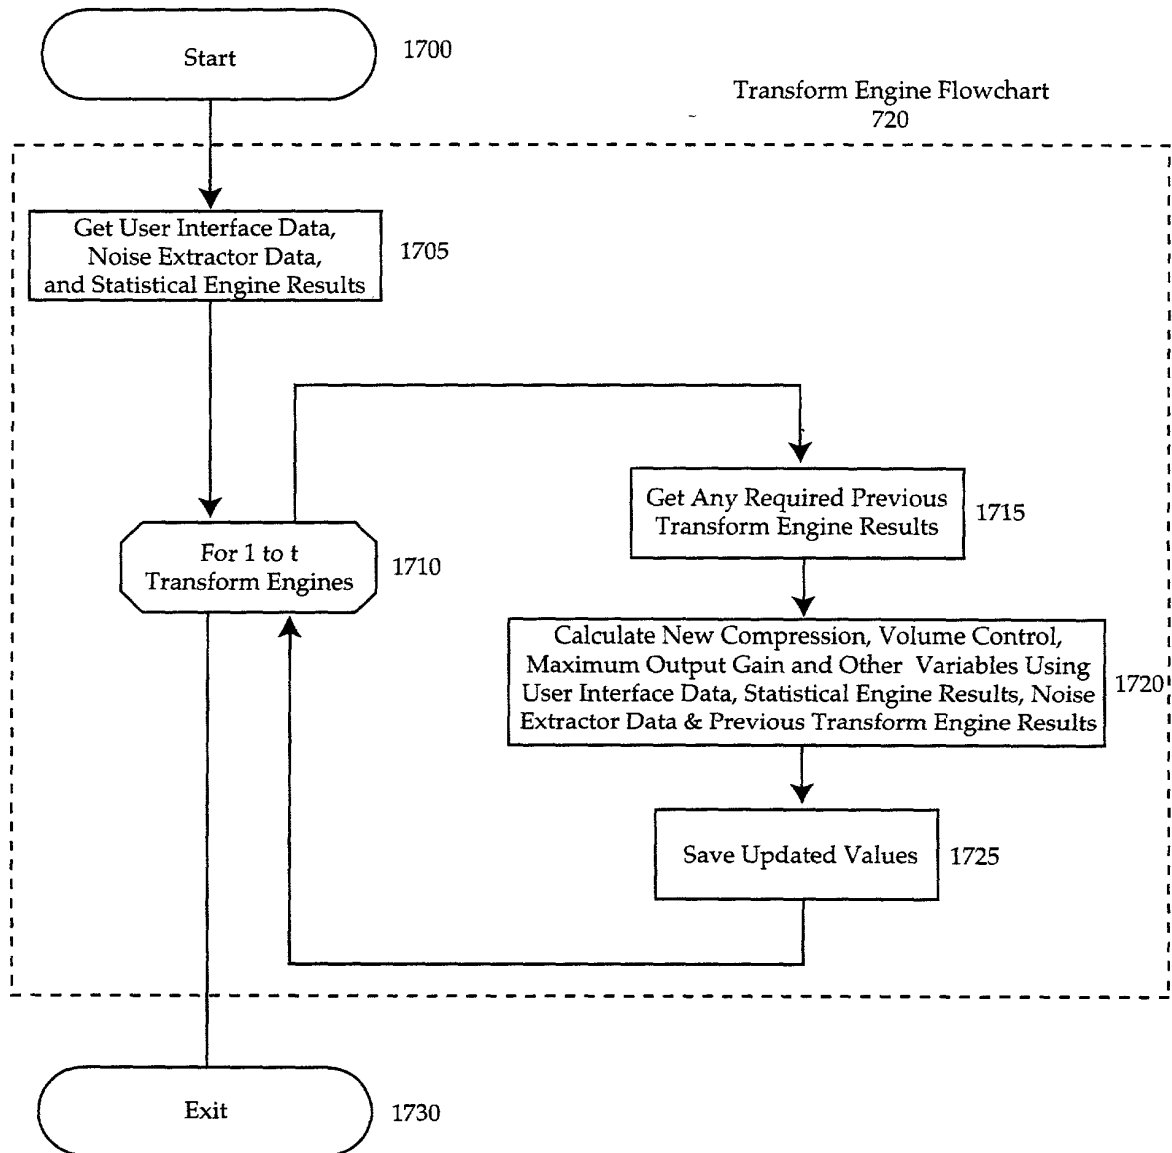 Start
1700
Transform Engine Flowchart
720
Get User Interface Data,
Noise Extractor Data,
and Statistical Engine Results
1705
Get Any Required Previous
Transform Engine Results
1715
For 1 to t
Transform Engines
1710
Calculate New Compression, Volume Control,
Maximum Output Gain and Other Variables Using
User Interface Data, Statistical Engine Results, Noise
Extractor Data & Previous Transform Engine Results
1720
Save Updated Values
1725
Exit
1730